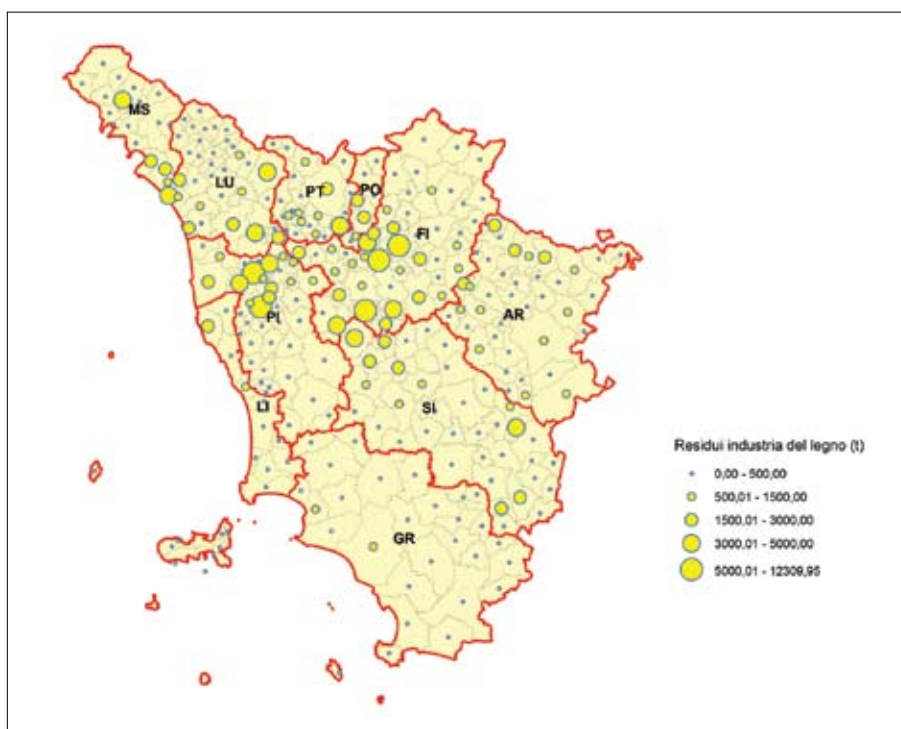 MS
LU
PT
PO
FI
AR
PI
LI
SI
GR
Residui industria del legno (t)
0,00 - 500,00
500,01 - 1500,00
1500,01 - 3000,00
3000,01 - 5000,00
5000,01 - 12309,95